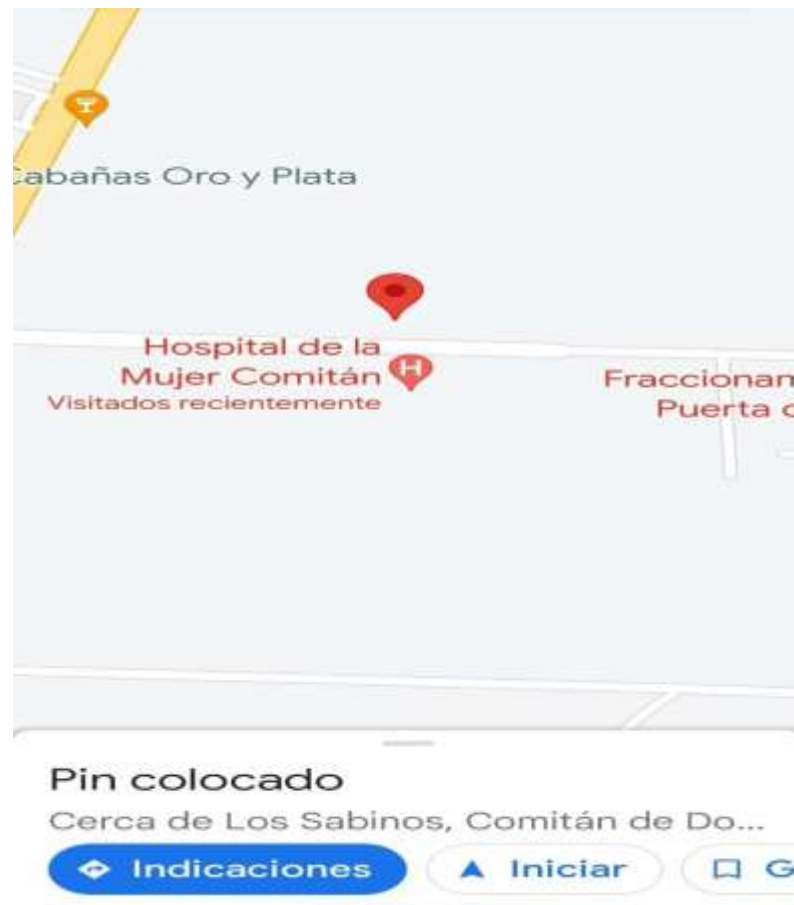 Cabañas Oro y Plata
Hospital de la
Mujer Comitán
H
Visitados recientemente
Fraccionam
Puerta
Pin colocado
Cerca de Los Sabinos, Comitán de Do...
Indicaciones
Iniciar
G